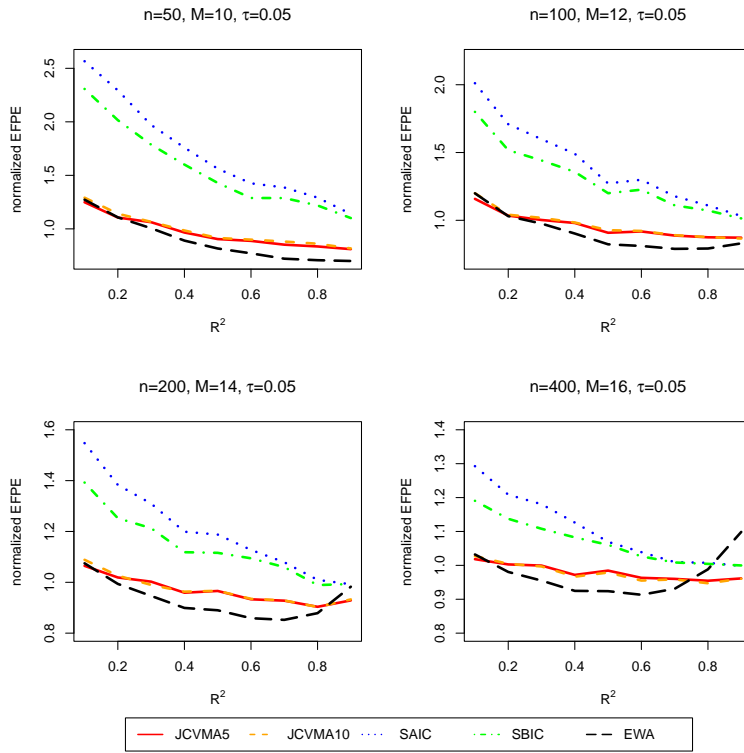 n=50, M=10, τ=0.05
normalized EFPE
2.5
2.0
1.5
1.0
0.2 0.4 0.6 0.8
R²
n=100, M=12, τ=0.05
normalized EFPE
2.0
1.5
1.0
0.2 0.4 0.6 0.8
R²
n=200, M=14, τ=0.05
normalized EFPE
1.6
1.4
1.2
1.0
0.8
0.2 0.4 0.6 0.8
R²
n=400, M=16, τ=0.05
normalized EFPE
1.4
1.3
1.2
1.1
1.0
0.9
0.8
0.2 0.4 0.6 0.8
R²
JCVMA5 JCVMA10 SAIC SBIC EWA